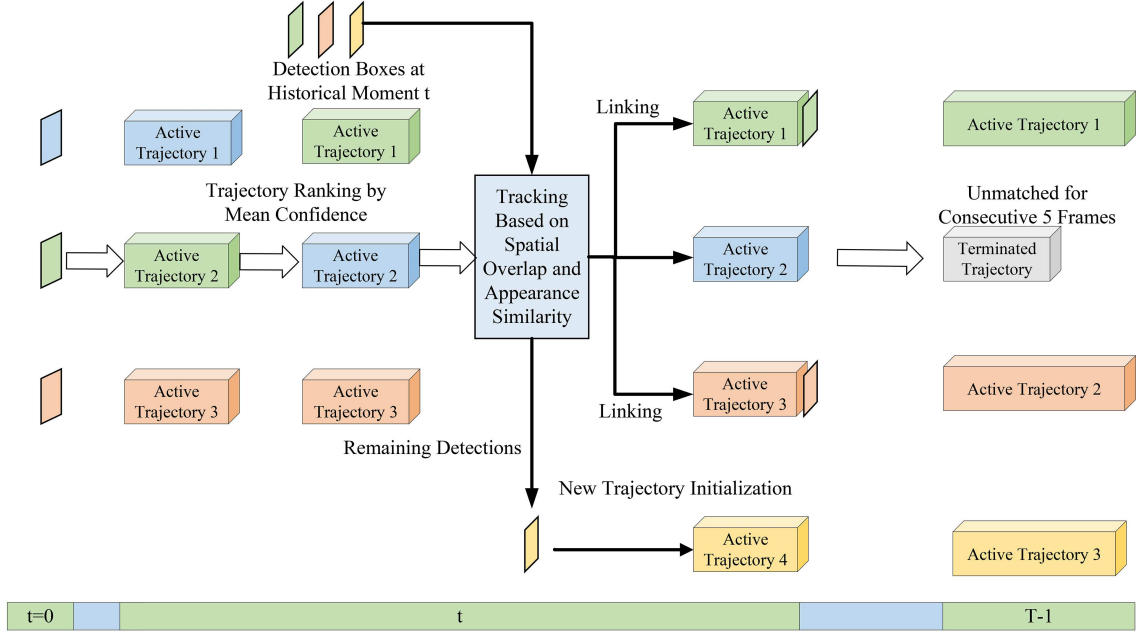 Detection Boxes at
Historical Moment t
Active
Trajectory 1
Active
Trajectory 1
Linking
Active
Trajectory 1
Active Trajectory 1
Trajectory Ranking by
Mean Confidence
Tracking
Based on
Spatial
Overlap and
Appearance
Similarity
Unmatched for
Consecutive 5 Frames
Active
Trajectory 2
Active
Trajectory 2
Active
Trajectory 2
Terminated
Trajectory
Active
Trajectory 3
Active
Trajectory 3
Linking
Active
Trajectory 3
Active Trajectory 2
Remaining Detections
New Trajectory Initialization
Active
Trajectory 4
Active Trajectory 3
t=0
t
T-1